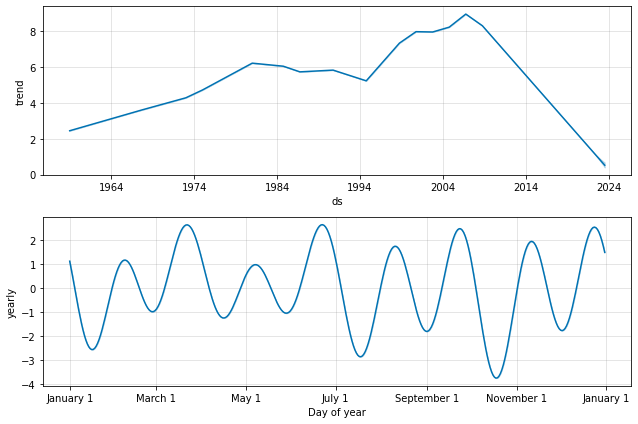 8
6
4
2
0
trend
1964 1974 1984 1994 2004 2014 2024
ds
2
1
0
−1
−2
−3
−4
yearly
January 1 March 1 May 1 July 1 September 1 November 1 January 1
Day of year